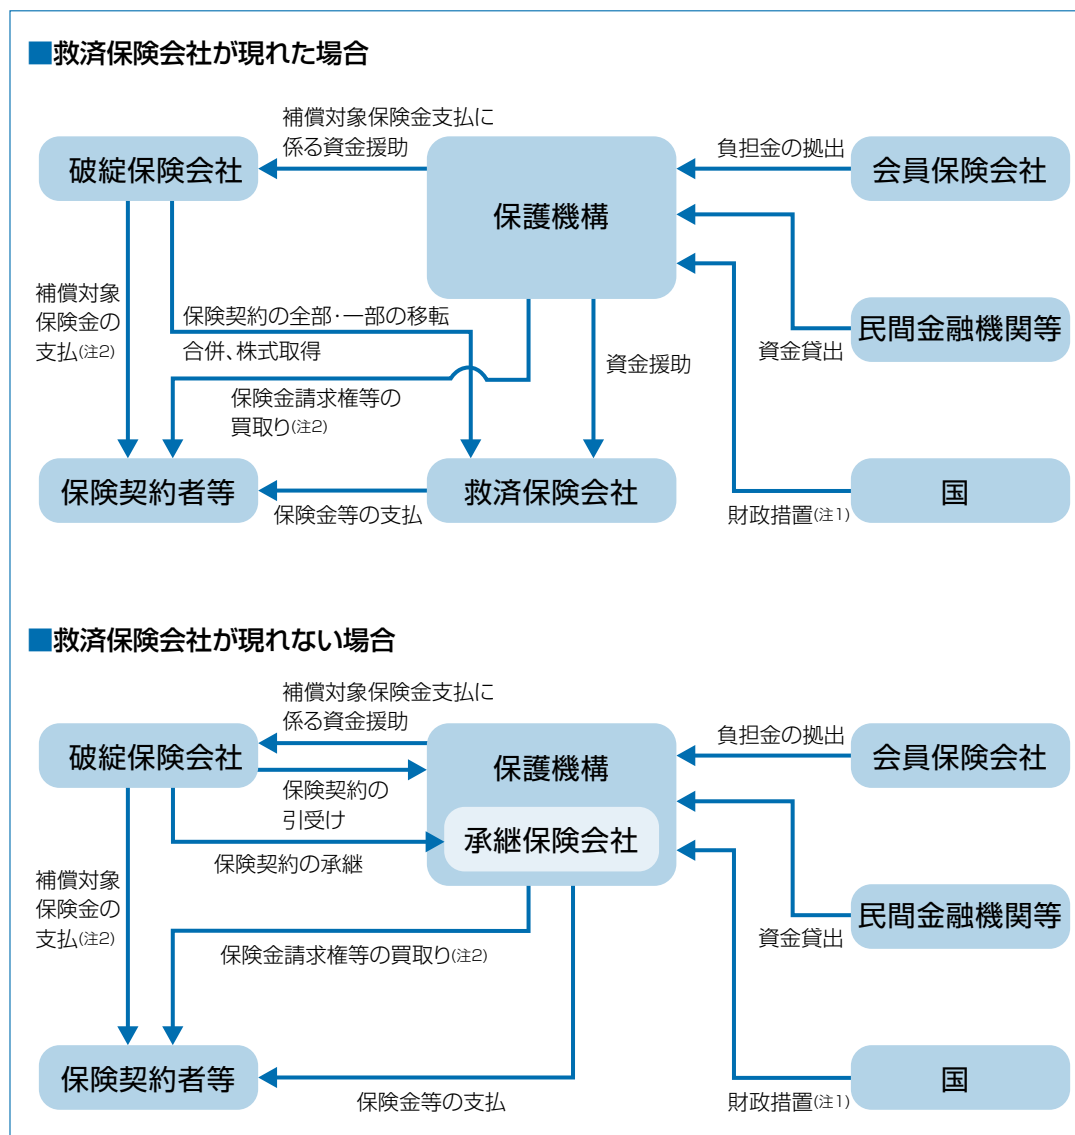 ■救済保険会社が現れた場合
補償対象保険金支払に
係る資金援助
負担金の拠出
破綻保険会社
保護機構
会員保険会社
補償対象
保険金の
支払(注2)
保険契約の全部・一部の移転
合併、株式取得
資金援助
民間金融機関等
資金貸出
保険金請求権等の
買取り(注2)
保険契約者等
救済保険会社
国
保険金等の支払
財政措置(注1)
■救済保険会社が現れない場合
補償対象保険金支払に
係る資金援助
負担金の拠出
破綻保険会社
保護機構
会員保険会社
保険契約の
引受け
承継保険会社
保険契約の承継
補償対象
保険金の
支払(注2)
民間金融機関等
資金貸出
保険金請求権等の買取り(注2)
保険契約者等
国
保険金等の支払
財政措置(注1)